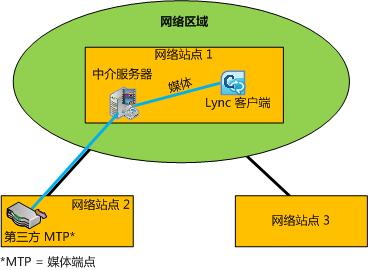 网络区域
网络站点 1
中介服务器
媒体
Lync 客户端
网络站点 2
第三方 MTP*
网络站点 3
*MTP = 媒体端点